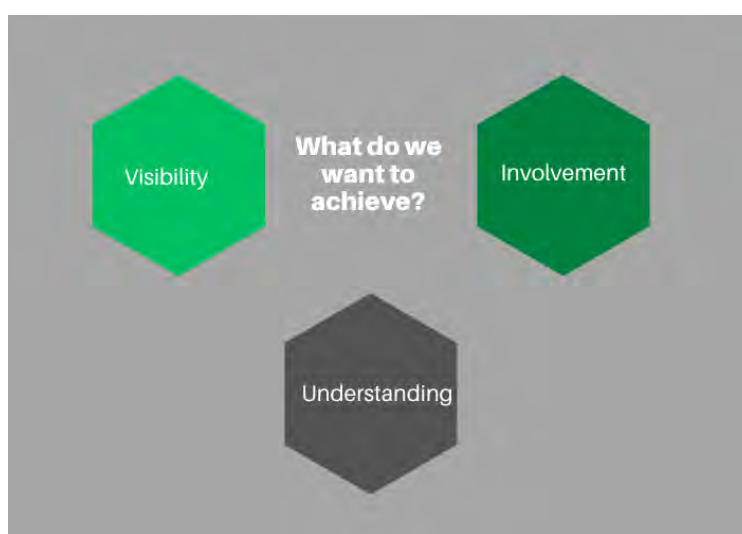 What do we
want to
achieve?
Visibility
Involvement
Understanding